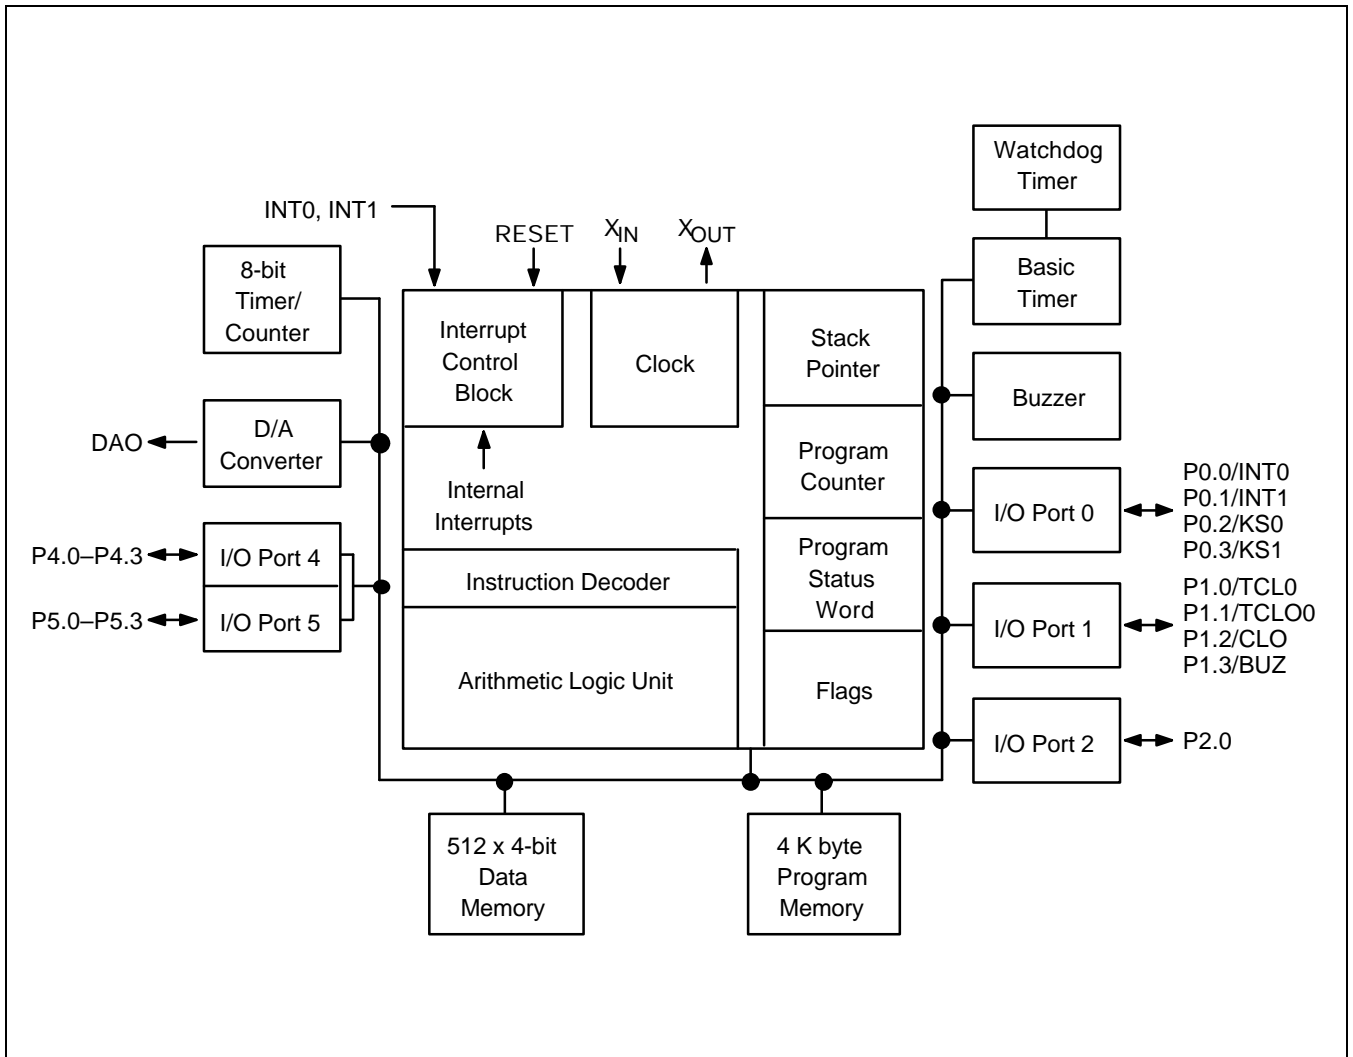 Watchdog
Timer
INT0, INT1
RESET
XIN
XOUT
8-bit
Timer/
Counter
Basic
Timer
Interrupt
Control
Block
Clock
Stack
Pointer
Buzzer
DAO
D/A
Converter
Program
Counter
Internal
Interrupts
I/O Port 0
P0.0/INT0
P0.1/INT1
P0.2/KS0
P0.3/KS1
P4.0–P4.3
I/O Port 4
P5.0–P5.3
I/O Port 5
Instruction Decoder
Program
Status
Word
I/O Port 1
P1.0/TCL0
P1.1/TCLO0
P1.2/CLO
P1.3/BUZ
Arithmetic Logic Unit
Flags
I/O Port 2
P2.0
512 x 4-bit
Data
Memory
4 K byte
Program
Memory